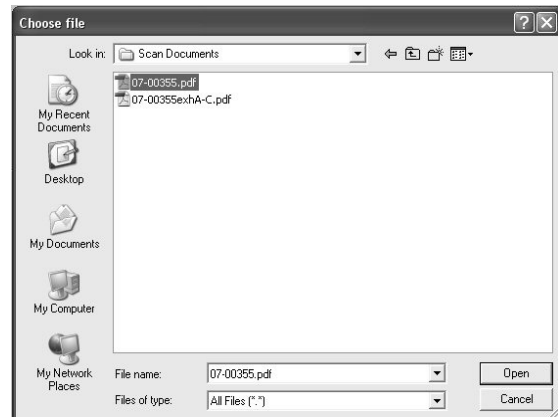 Choose file
Look in:
Scan Documents
07-00355.pdf
07-00355exhA-C.pdf
My Recent
Documents
Desktop
My Documents
My Computer
My Network
Places
File name:
07-00355.pdf
Open
Files of type:
All Files (*.*)
Cancel